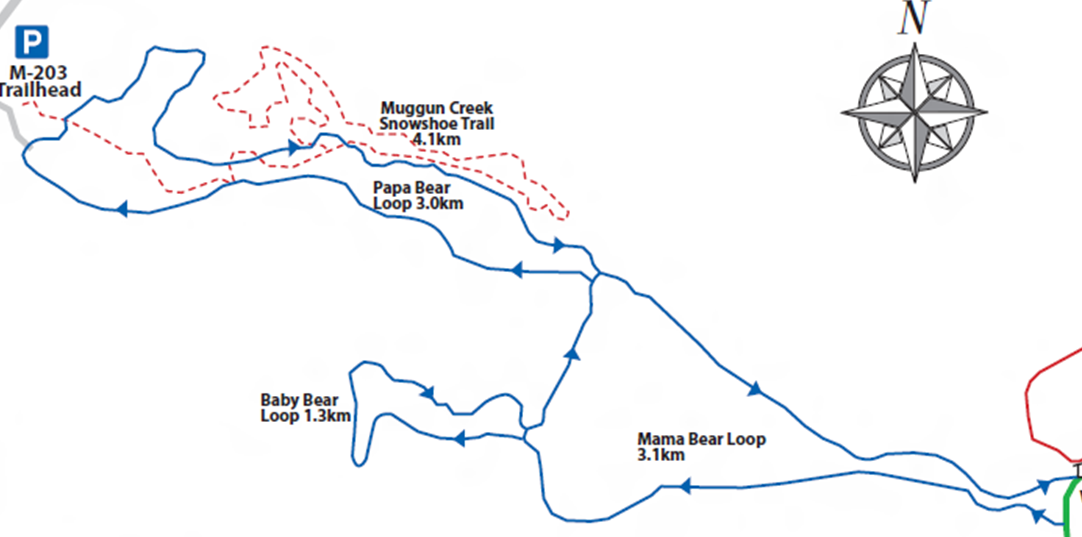 N
P
M-203
Trailhead
Muggun Creek
Snowshoe Trail
4.1km
Papa Bear
Loop 3.0km
Baby Bear
Loop 1.3km
Mama Bear Loop
3.1km